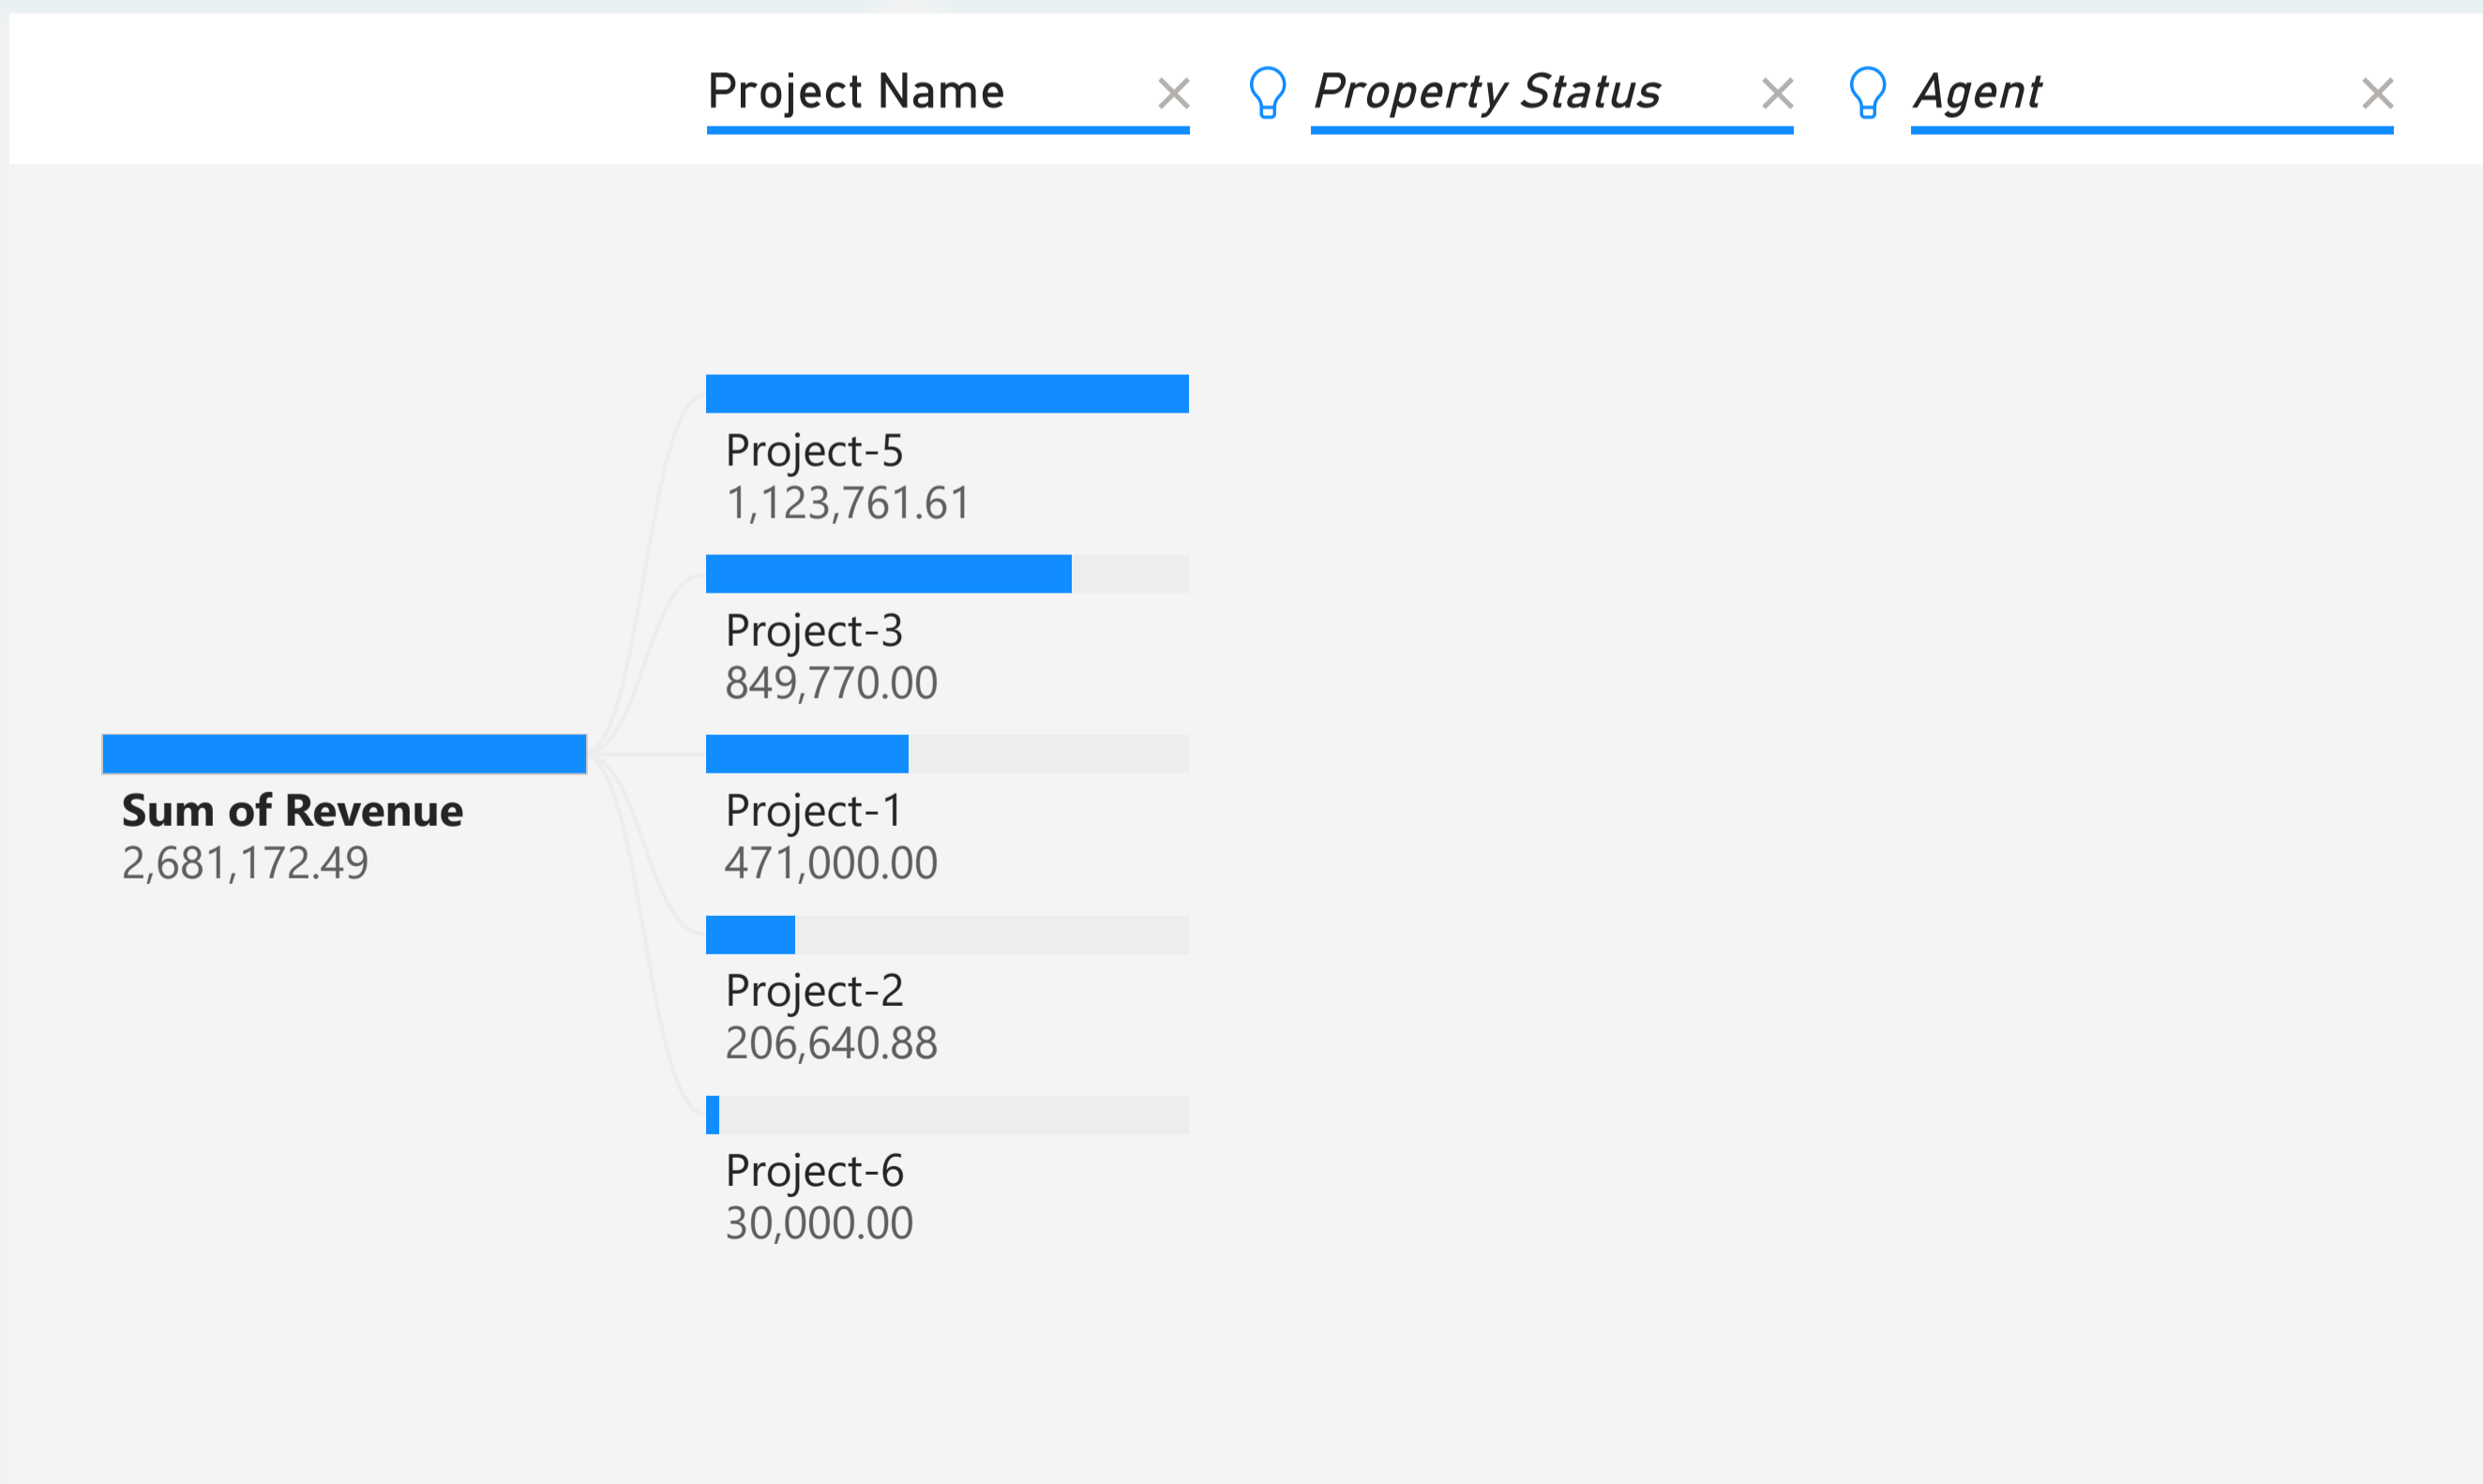 Project Name
Property Status
Agent
Project-5
1,123,761.61
Project-3
849,770.00
Sum of Revenue
2,681,172.49
Project-1
471,000.00
Project-2
206,640.88
Project-6
30,000.00